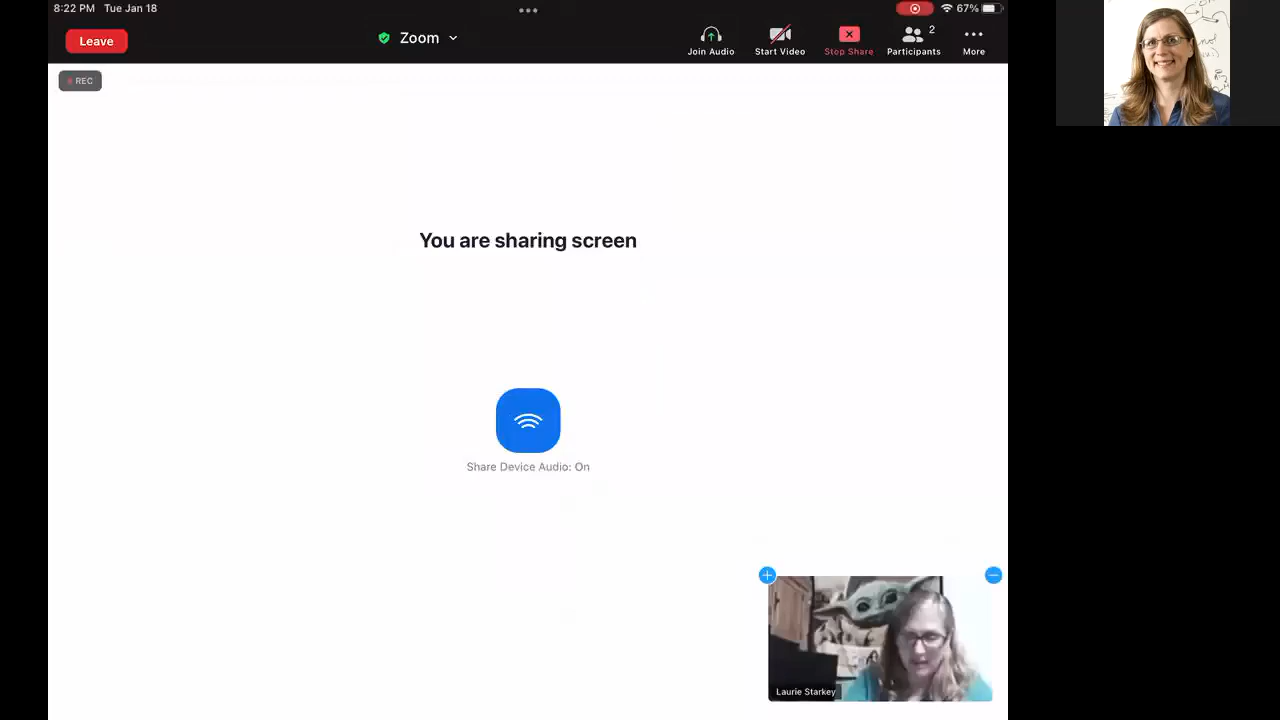 8:22 PM Tue Jan 18
67%
Leave
Zoom
Join Audio
Start Video
Stop Share
Participants
2
More
REC
You are sharing screen
Share Device Audio: On
Laurie Starkey